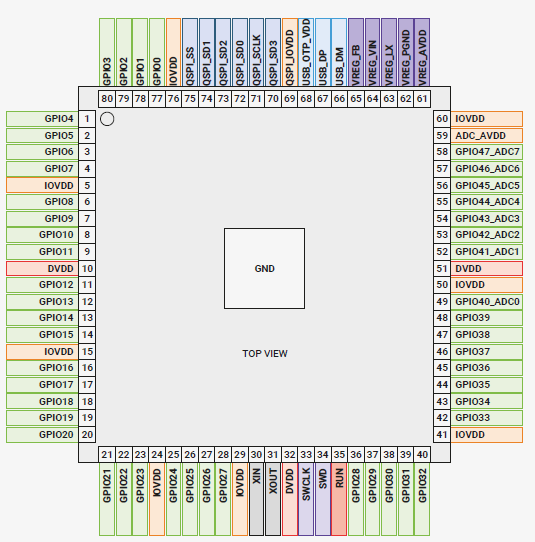 GPIO3 GPIO2 GPIO1 GPIO0 IOVDD QSPI_SS QSPI_SD1 QSPI_SD2 QSPI_SD0 QSPI_SCLK QSPI_SD3 QSPI_IOVDD USB_OTP_VDD USB_DP USB_DM VREG_FB VREG_VIN VREG_LX VREG_PGND VREG_AVDD
80 79 78 77 76 75 74 73 72 71 70 69 68 67 66 65 64 63 62 61
GPIO4 1 60 IOVDD
GPIO5 2 59 ADC_AVDD
GPIO6 3 58 GPIO47_ADC7
GPIO7 4 57 GPIO46_ADC6
IOVDD 5 56 GPIO45_ADC5
GPIO8 6 55 GPIO44_ADC4
GPIO9 7 54 GPIO43_ADC3
GPIO10 8 53 GPIO42_ADC2
GPIO11 9 52 GPIO41_ADC1
DVDD 10 GND 51 DVDD
GPIO12 11 50 IOVDD
GPIO13 12 49 GPIO40_ADC0
GPIO14 13 48 GPIO39
GPIO15 14 47 GPIO38
IOVDD 15 TOP VIEW 46 GPIO37
GPIO16 16 45 GPIO36
GPIO17 17 44 GPIO35
GPIO18 18 43 GPIO34
GPIO19 19 42 GPIO33
GPIO20 20 41 IOVDD
21 22 23 24 25 26 27 28 29 30 31 32 33 34 35 36 37 38 39 40
GPIO21 GPIO22 GPIO23 IOVDD GPIO24 GPIO25 GPIO26 GPIO27 IOVDD XIN XOUT DVDD SWCLK SWD RUN GPIO28 GPIO29 GPIO30 GPIO31 GPIO32